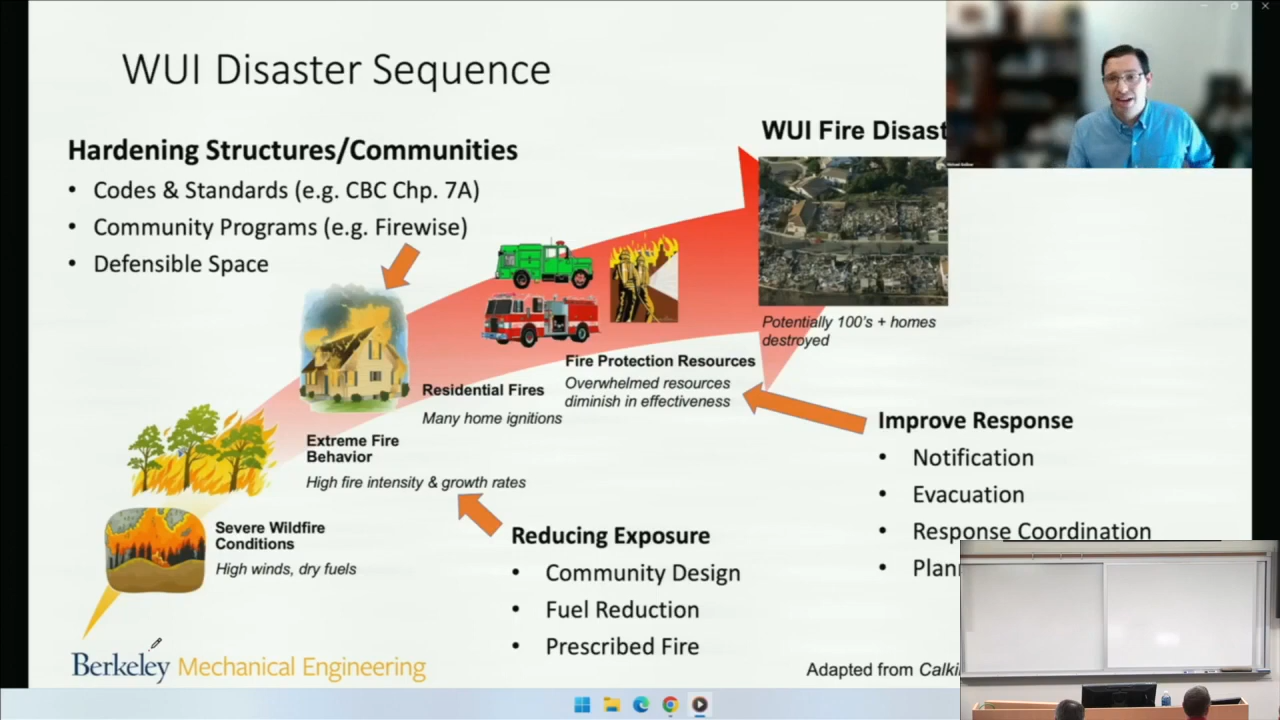 WUI Disaster Sequence
Hardening Structures/Communities
• Codes & Standards (e.g. CBC Chp. 7A)
• Community Programs (e.g. Firewise)
• Defensible Space
WUI Fire Disast
Potentially 100's + homes
destroyed
Fire Protection Resources
Overwhelmed resources
diminish in effectiveness
Residential Fires
Many home ignitions
Extreme Fire
Behavior
High fire intensity & growth rates
Severe Wildfire
Conditions
High winds, dry fuels
Improve Response
• Notification
• Evacuation
• Response Coordination
• Plann
Reducing Exposure
• Community Design
• Fuel Reduction
• Prescribed Fire
Berkeley Mechanical Engineering
Adapted from Calki